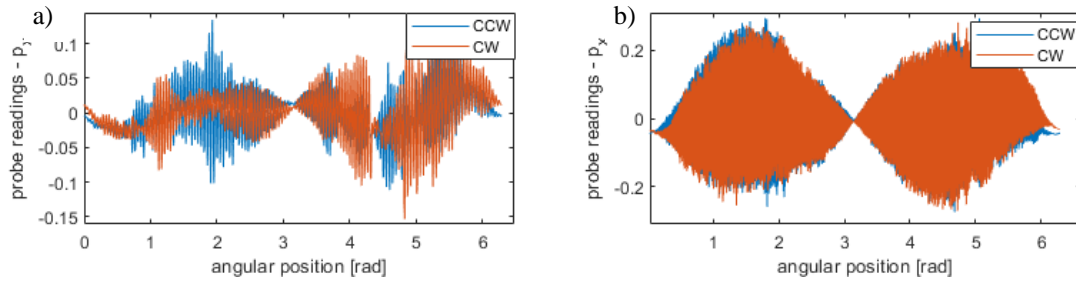 a)
probe readings - p
0.1
0.05
0
-0.05
-0.1
-0.15
0
1
2
3
4
5
6
angular position [rad]
CCW
CW
b)
probe readings - px
0.2
0
-0.2
1
2
3
4
5
6
angular position [rad]
CCW
CW